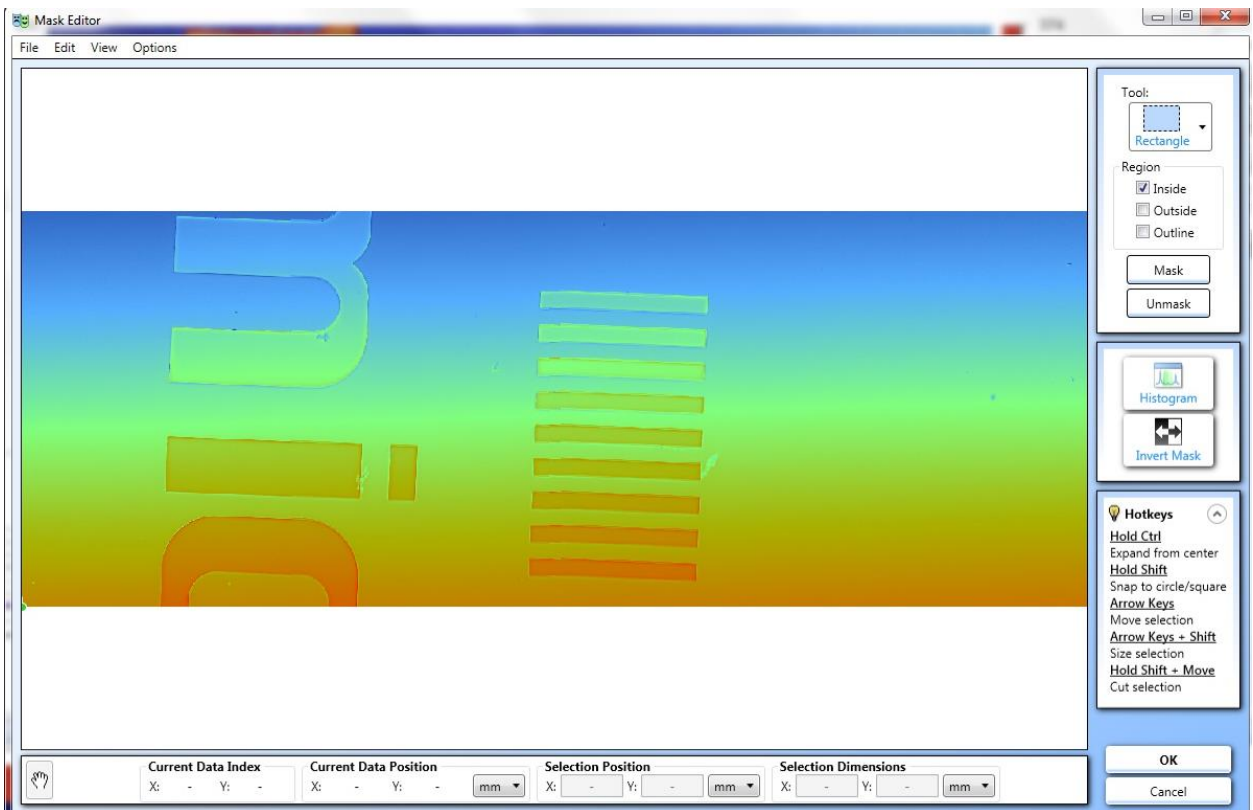 Mask Editor
File Edit View Options
Tool:
Rectangle
Region
Inside
Outside
Outline
Mask
Unmask
Histogram
Invert Mask
Hotkeys
Hold Ctrl
Expand from center
Hold Shift
Snap to circle/square
Arrow Keys
Move selection
Arrow Keys + Shift
Size selection
Hold Shift + Move
Cut selection
Current Data Index
X: - Y: -
Current Data Position
X: - Y: - mm
Selection Position
X: - Y: - mm
Selection Dimensions
X: - Y: - mm
OK
Cancel